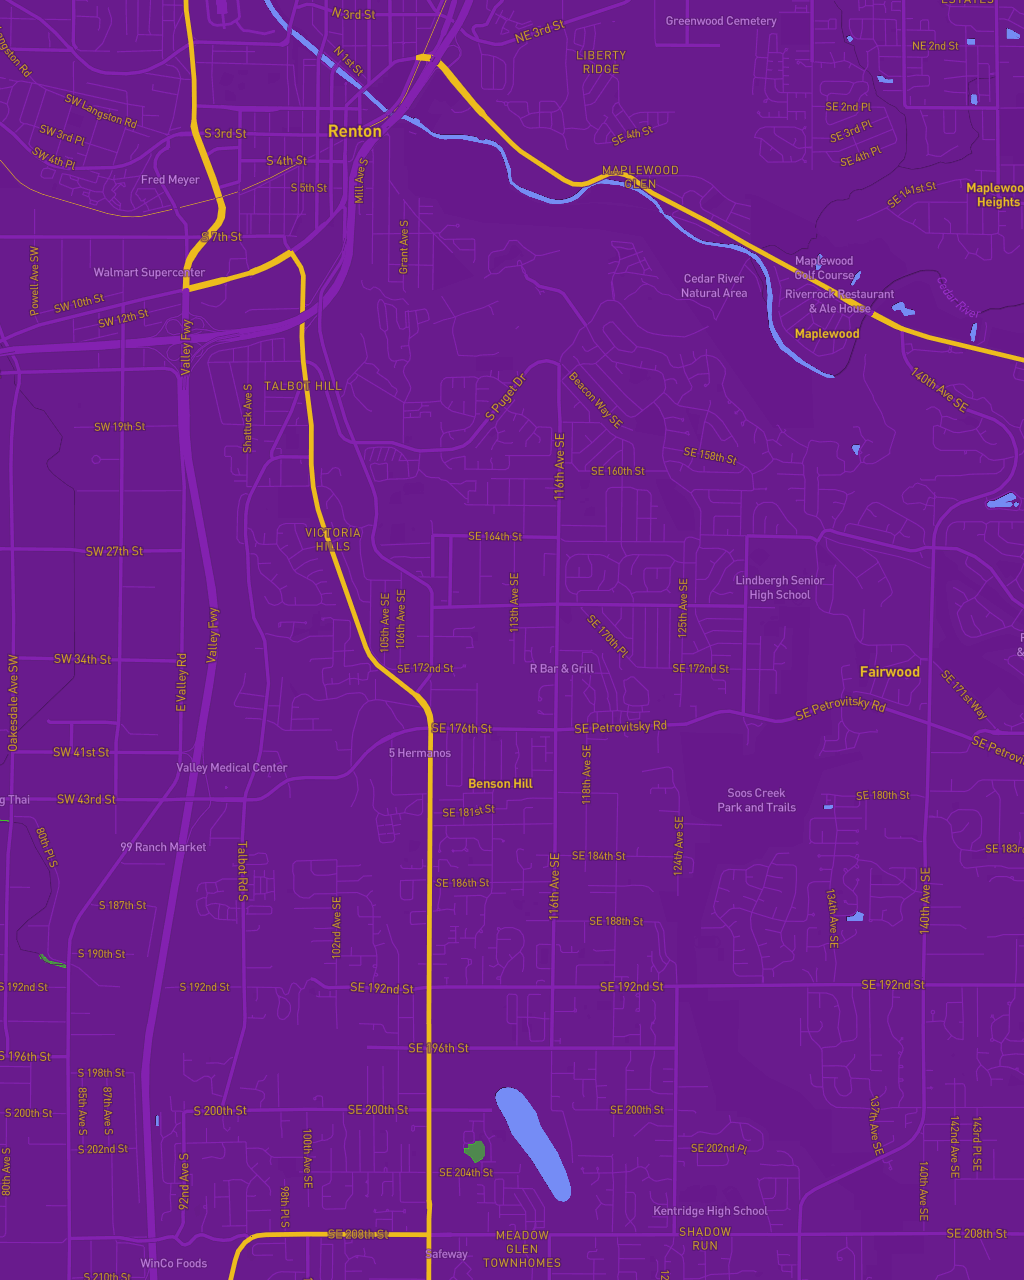 ESTATES
N 3rd St
Greenwood Cemetery
NE 3rd St
NE 2nd St
Langston Rd
N 1st St
LIBERTY
RIDGE
SW Langston Rd
SE 2nd Pl
Renton
S 3rd St
SW 3rd Pl
SE 4th St
SE 3rd Pl
SW 4th Pl
S 4th St
SE 4th Pl
Fred Meyer
S 5th St
Mill Ave S
MAPLEWOOD
GLEN
SE 141st St
Maplewoo
Heights
S 7th St
Grant Ave S
Walmart Supercenter
Powell Ave SW
Maplewood
Golf Course
Cedar River
Natural Area
Riverrock Restaurant
& Ale House
Cedar River
SW 10th St
SW 12th St
Valley Fwy
Maplewood
TALBOT HILL
S Puget Dr
Beacon Way SE
140th Ave SE
Shattuck Ave S
SW 19th St
116th Ave SE
SE 158th St
SE 160th St
VICTORIA
HILLS
SE 164th St
SW 27th St
Lindbergh Senior
High School
105th Ave SE
106th Ave SE
113th Ave SE
125th Ave SE
Valley Fwy
SE 170th Pl
SW 34th St
E Valley Rd
Oakesdale Ave SW
SE 172nd St
R Bar & Grill
SE 172nd St
Fairwood
SE 171st Way
SE Petrovitsky Rd
SE 176th St
SE Petrovitsky Rd
SW 41st St
5 Hermanos
SE Petrovi
Valley Medical Center
118th Ave SE
Benson Hill
g Thai
SW 43rd St
Soos Creek
Park and Trails
SE 180th St
SE 181st St
80th Pl S
99 Ranch Market
124th Ave SE
SE 183r
SE 184th St
Talbot Rd S
SE 186th St
116th Ave SE
140th Ave SE
S 187th St
102nd Ave SE
SE 188th St
134th Ave SE
S 190th St
S 192nd St
S 192nd St
SE 192nd St
SE 192nd St
SE 192nd St
S 196th St
SE 196th St
S 198th St
85th Ave S
87th Ave S
S 200th St
S 200th St
SE 200th St
SE 200th St
137th Ave SE
142nd Ave SE
143rd Pl SE
S 202nd St
100th Ave SE
SE 202nd Pl
80th Ave S
92nd Ave S
SE 204th St
98th Pl S
140th Ave SE
Kentridge High School
SE 208th St
MEADOW
GLEN
TOWNHOMES
SHADOW
RUN
SE 208th St
Safeway
WinCo Foods
S 210th St